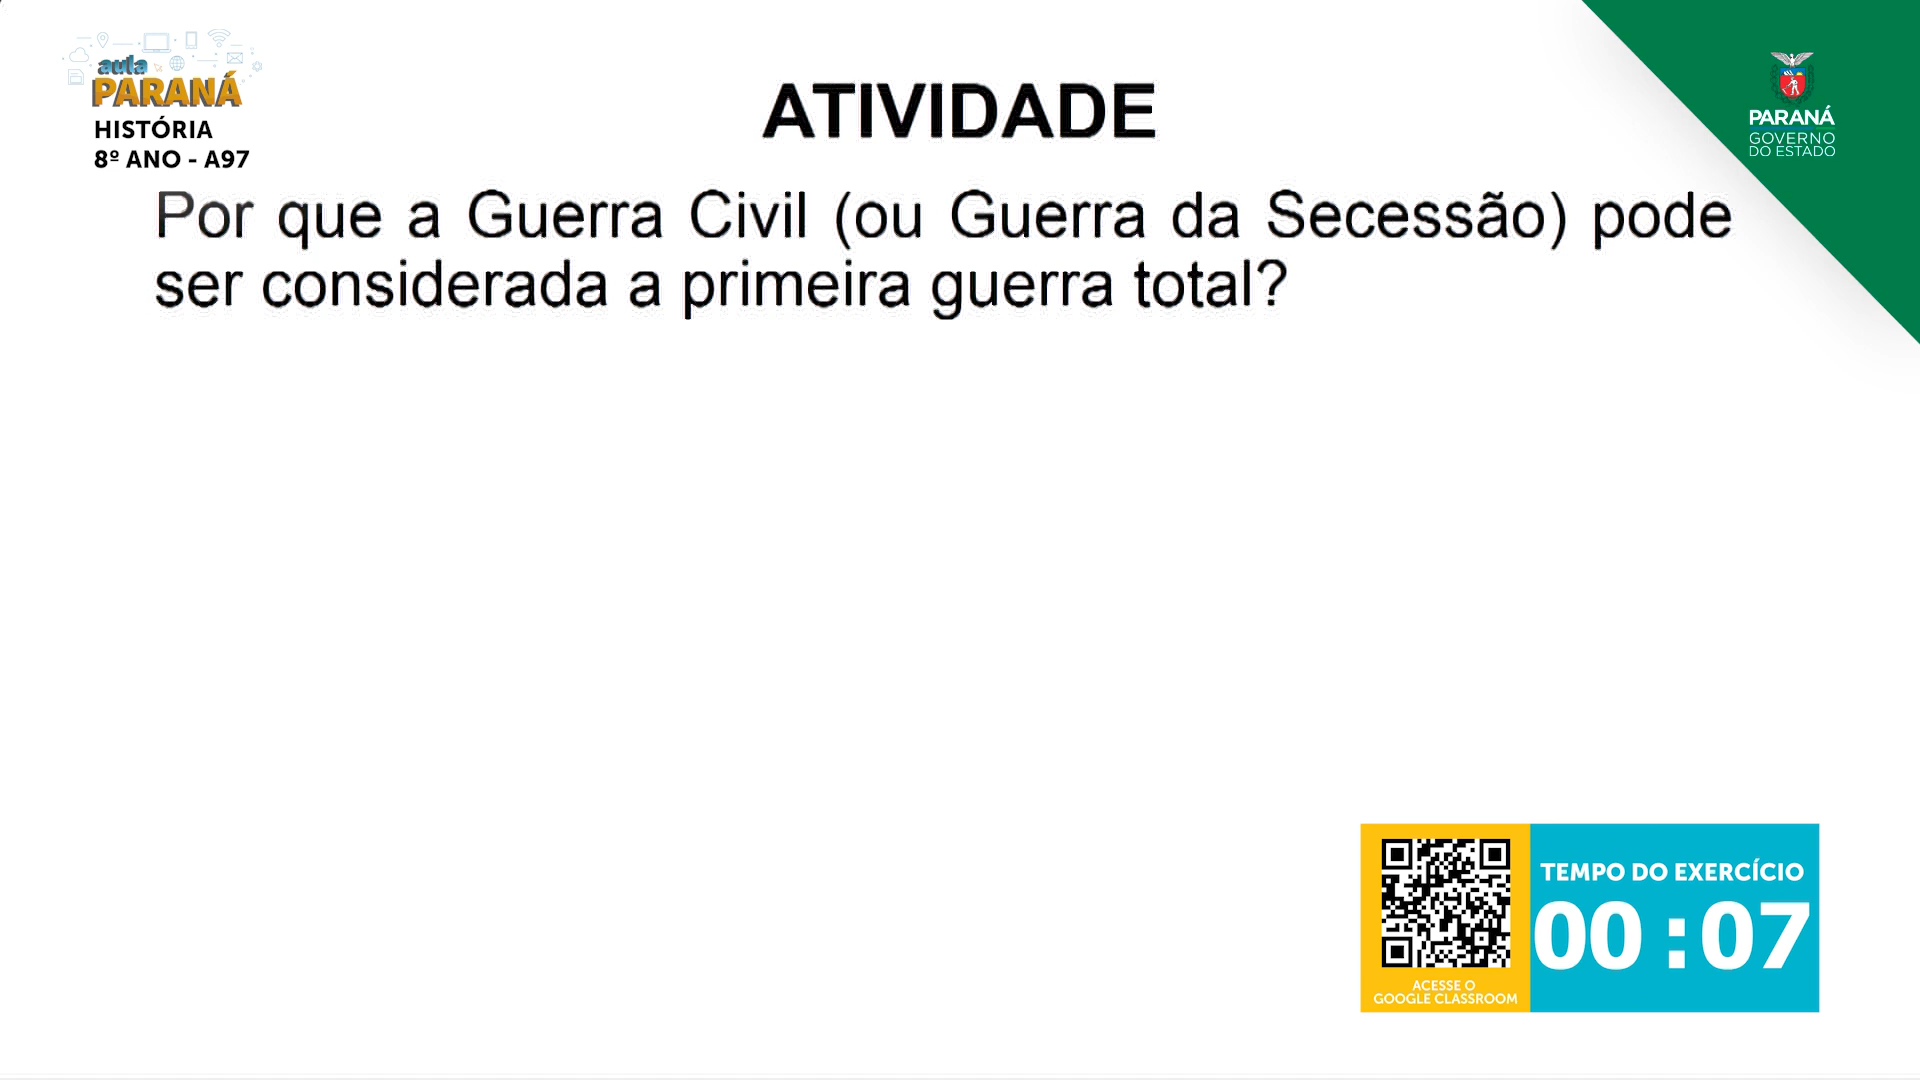 aula
PARANÁ
HISTÓRIA
8º ANO - A97
ATIVIDADE
PARANÁ
GOVERNO
DO ESTADO
Por que a Guerra Civil (ou Guerra da Secessão) pode
ser considerada a primeira guerra total?
TEMPO DO EXERCÍCIO
00 : 07
ACESSE O
GOOGLE CLASSROOM